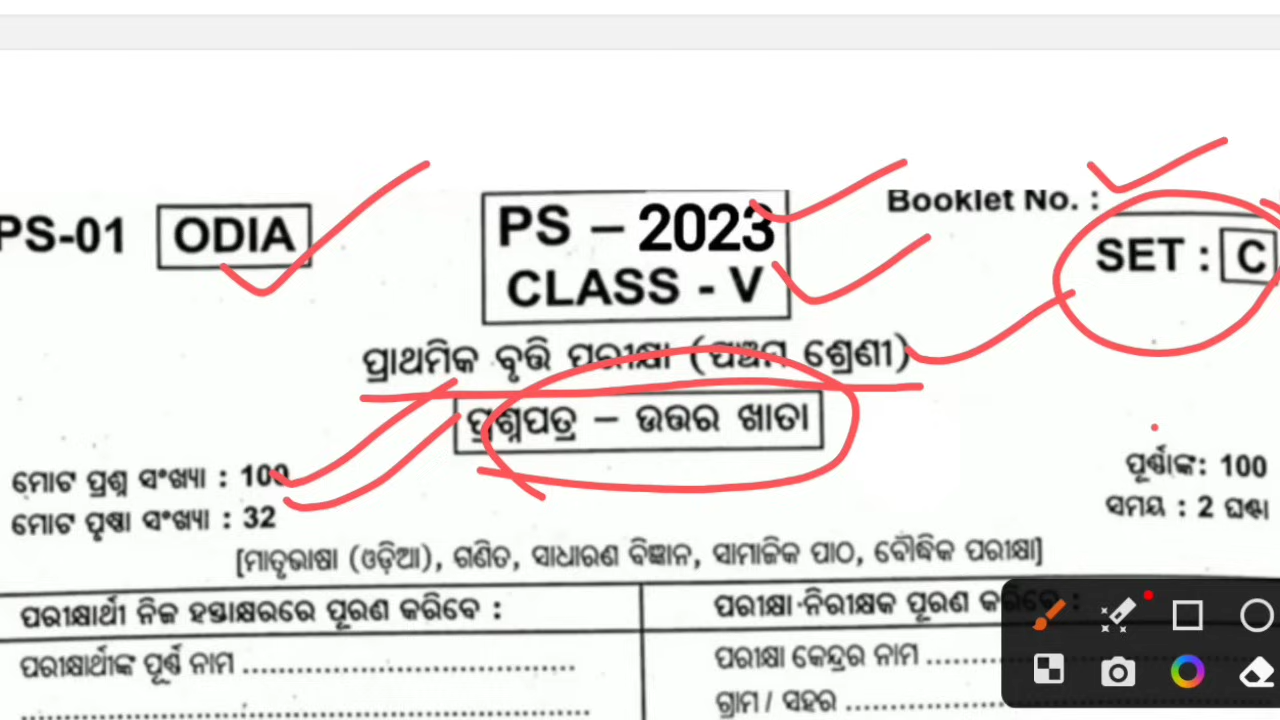 PS-01 ODIA
PS – 2023
CLASS - V
Booklet No. :
SET : C
ପ୍ରାଥମିକ ବୃତ୍ତି ପରୀକ୍ଷା (ପଞ୍ଚମ ଶ୍ରେଣୀ)
ପ୍ରଶ୍ନପତ୍ର – ଉତ୍ତର ଖାତା
ମୋଟ ପ୍ରଶ୍ନ ସଂଖ୍ୟା : 100
ପୂର୍ଣ୍ଣାଙ୍କ: 100
ମୋଟ ପୃଷ୍ଠା ସଂଖ୍ୟା : 32
ସମୟ : 2 ଘଣ୍ଟା
[ମାତୃଭାଷା (ଓଡ଼ିଆ), ଗଣିତ, ସାଧାରଣ ବିଜ୍ଞାନ, ସାମାଜିକ ପାଠ, ବୌଦ୍ଧିକ ପରୀକ୍ଷା]
ପରୀକ୍ଷାର୍ଥୀ ନିଜ ହସ୍ତାକ୍ଷରରେ ପୂରଣ କରିବେ :
ପରୀକ୍ଷାର୍ଥୀଙ୍କ ପୂର୍ଣ୍ଣ ନାମ ..............................................
................................................................................
ପରୀକ୍ଷା-ନିରୀକ୍ଷକ ପୂରଣ କରିବେ :
ପରୀକ୍ଷା କେନ୍ଦ୍ରର ନାମ ........
ଗ୍ରାମ / ସହର ....................